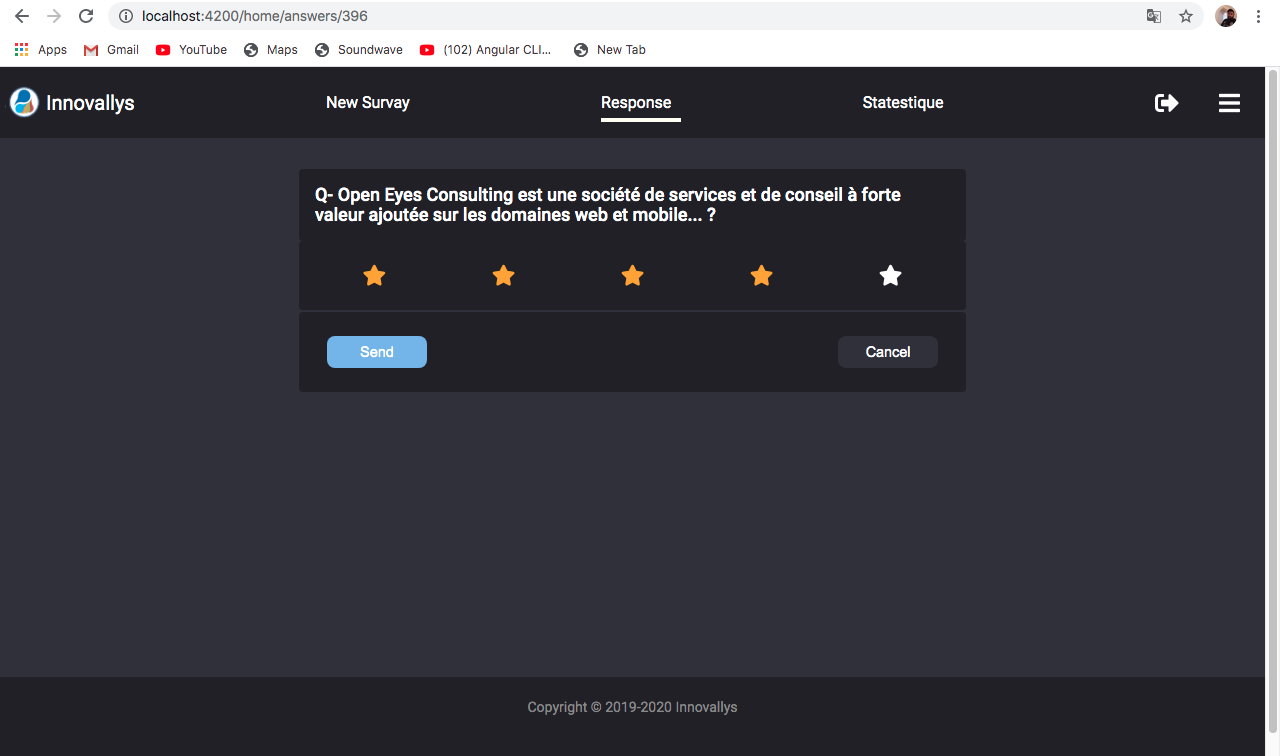 localhost:4200/home/answers/396
Apps Gmail YouTube Maps Soundwave (102) Angular CLI... New Tab
Innovallys New Survay Response Statestique
Q- Open Eyes Consulting est une société de services et de conseil à forte
valeur ajoutée sur les domaines web et mobile... ?
Send Cancel
Copyright © 2019-2020 Innovallys